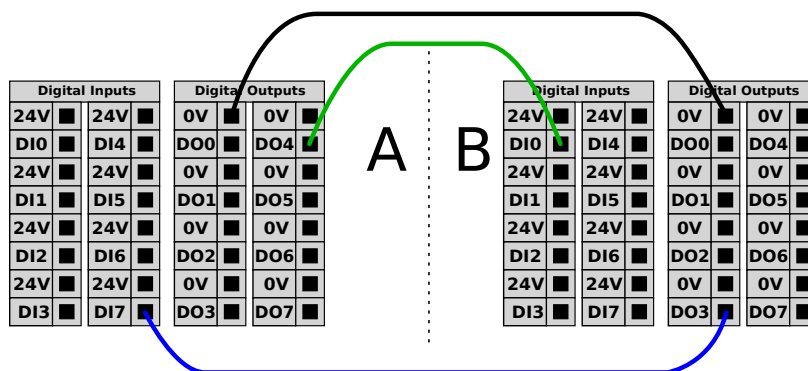 Digital Inputs Digital Outputs Digital Inputs Digital Outputs
24V 24V 0V 0V 24V 24V 0V 0V
DI0 DI4 DO0 DO4 A B DI0 DI4 DO0 DO4
24V 24V 0V 0V 24V 24V 0V 0V
DI1 DI5 DO1 DO5 DI1 DI5 DO1 DO5
24V 24V 0V 0V 24V 24V 0V 0V
DI2 DI6 DO2 DO6 DI2 DI6 DO2 DO6
24V 24V 0V 0V 24V 24V 0V 0V
DI3 DI7 DO3 DO7 DI3 DI7 DO3 DO7